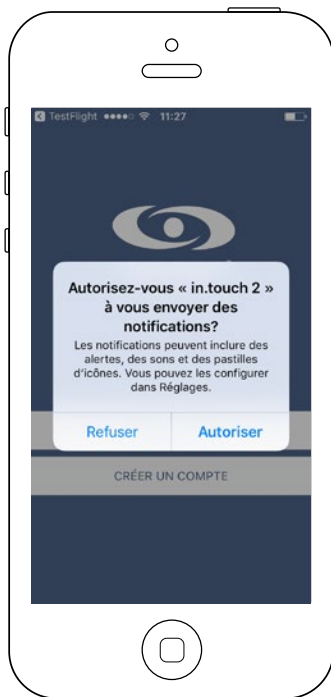 TestFlight 11:27
Autorisez-vous « in.touch 2 »
à vous envoyer des
notifications?
Les notifications peuvent inclure des
alertes, des sons et des pastilles
d'icônes. Vous pouvez les configurer
dans Réglages.
Refuser Autoriser
CRÉER UN COMPTE